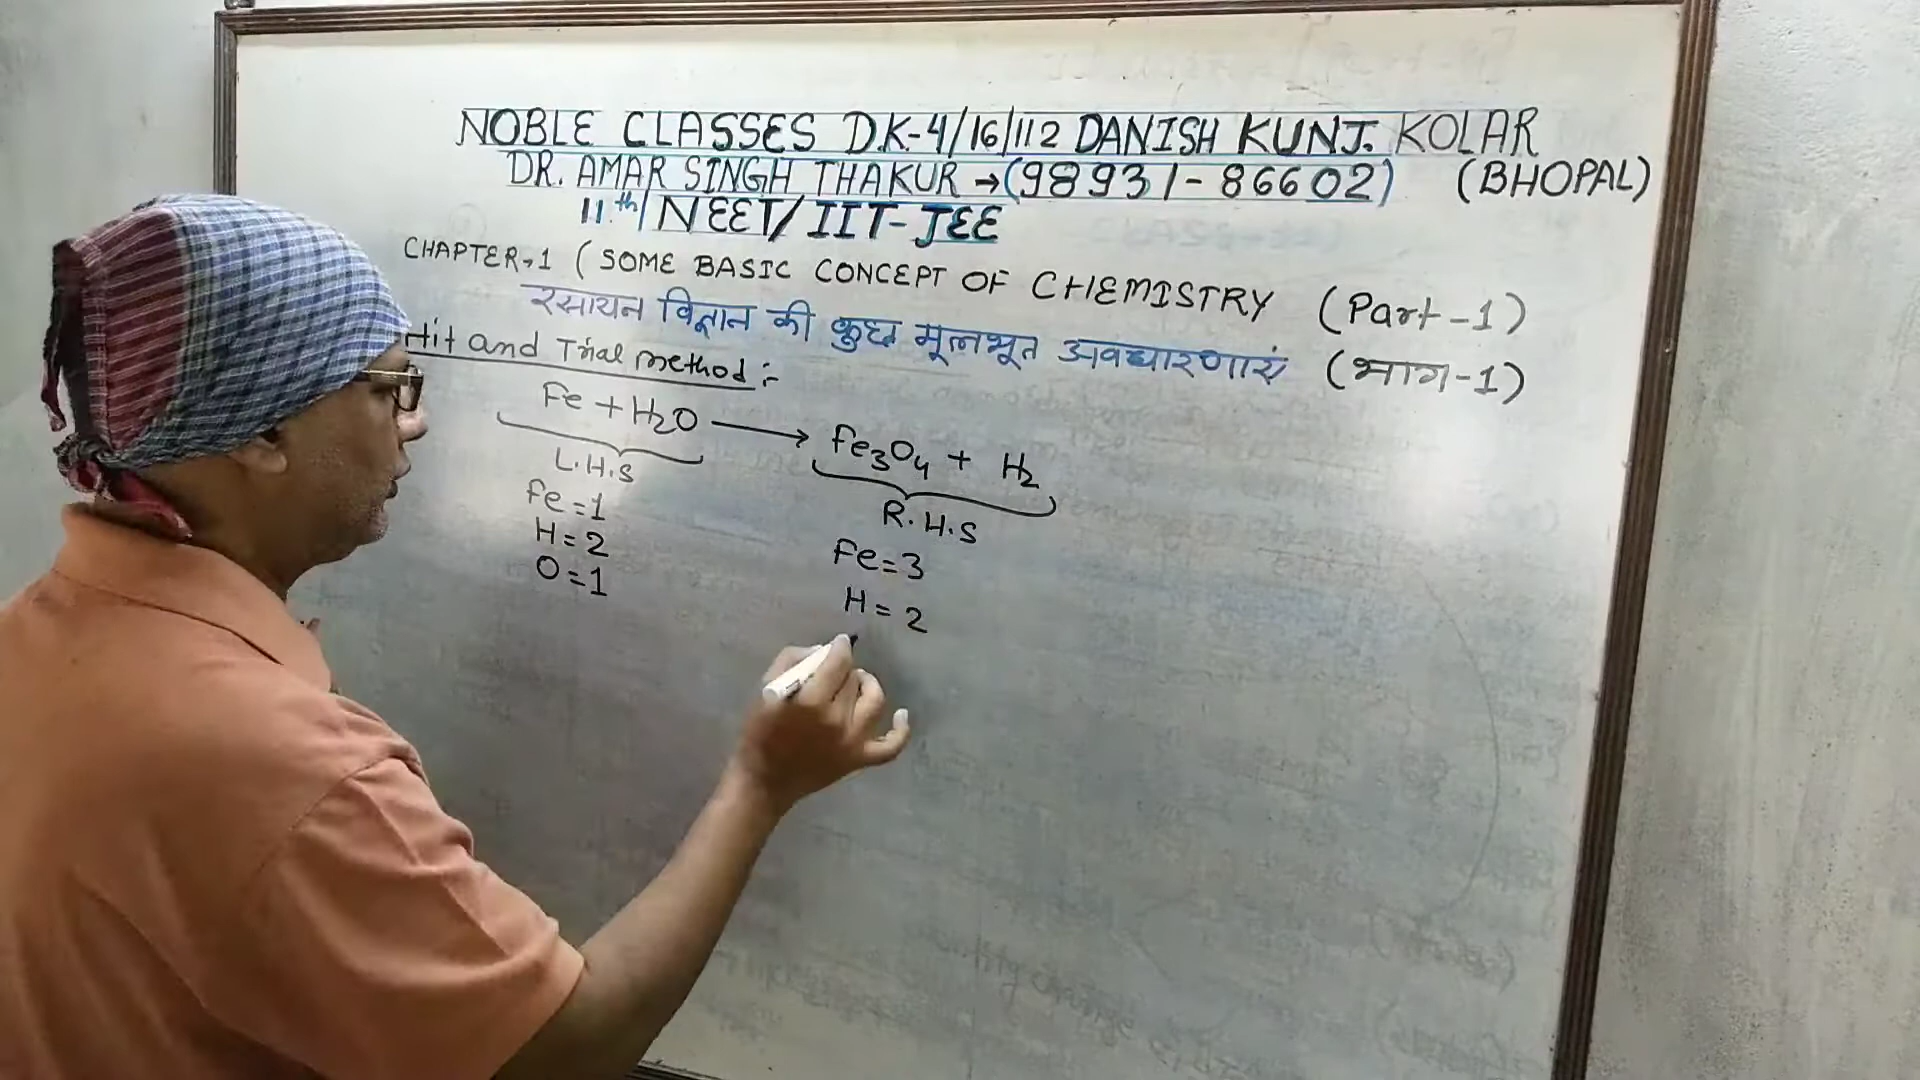 NOBLE CLASSES D.K-4/16/112 DANISH KUNJ. KOLAR
DR. AMAR SINGH THAKUR → (98931-86602) (BHOPAL)
11th / NEET / IIT-JEE
CHAPTER→1 (SOME BASIC CONCEPT OF CHEMISTRY (Part-1)
रसायन विज्ञान की कुछ मूलभूत अवधारणाएं (भाग-1)
Hit and Trial method:-
Fe + H₂O → Fe₃O₄ + H₂
L.H.S R.H.S
Fe=1 Fe=3
H=2 H=2
O=1